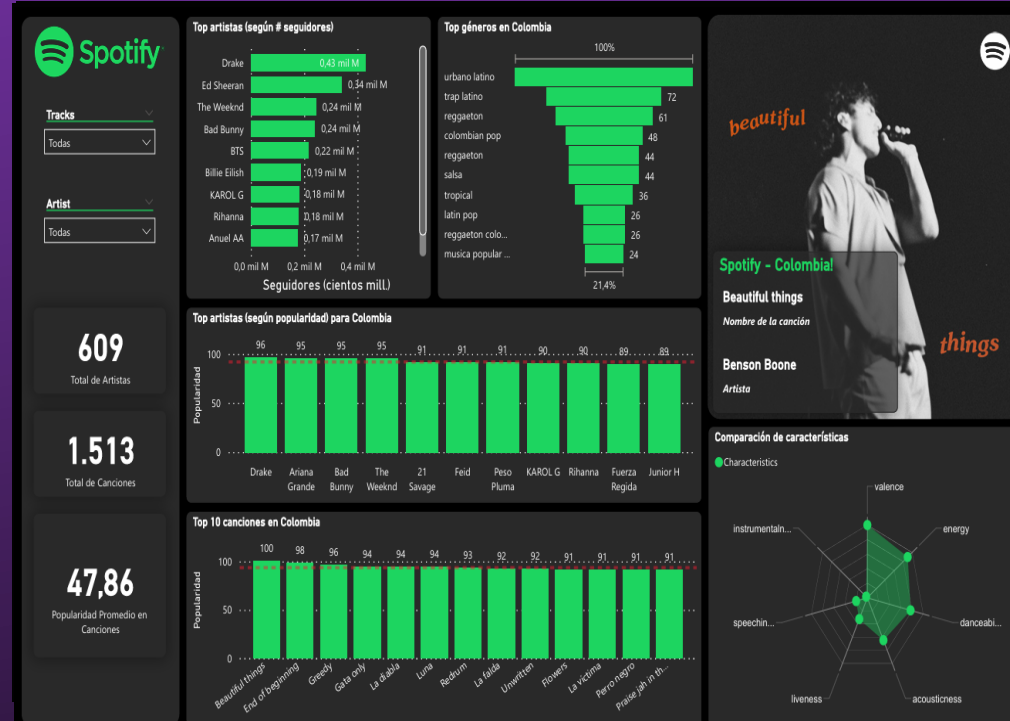 Spotify
Tracks
Todas
Artist
Todas
609
Total de Artistas
1.513
Total de Canciones
47,86
Popularidad Promedio en
Canciones
Top artistas (según # seguidores)
Drake
0,43 mil M
Ed Sheeran
0,34 mil M
The Weeknd
0,24 mil M
Bad Bunny
0,24 mil M
BTS
0,22 mil M
Billie Eilish
0,19 mil M
KAROL G
0,18 mil M
Rihanna
0,18 mil M
Anuel AA
0,17 mil M
0,0 mil M 0,2 mil M 0,4 mil M
Seguidores (cientos mill.)
Top géneros en Colombia
100%
urbano latino
trap latino 72
reggaeton 61
colombian pop 48
reggaeton 44
salsa 44
tropical 36
latin pop 26
reggaeton colo... 26
musica popular ... 24
21,4%
Top artistas (según popularidad) para Colombia
Popularidad
100
50
0
96 95 95 95 91 91 91 90 90 89 89
Drake Ariana Grande Bad Bunny The Weeknd 21 Savage Feid Peso Pluma KAROL G Rihanna Fuerza Regida Junior H
Top 10 canciones en Colombia
Popularidad
100
50
0
100 98 96 94 94 94 93 92 92 91 91 91 91
Beautiful things
End of beginning
Greedy
Gata only
La diabla
Luna
Redrum
La falda
Unwritten
Flowers
La victima
Perro negro
Praise jah in th...
beautiful
things
Spotify - Colombia!
Beautiful things
Nombre de la canción
Benson Boone
Artista
Comparación de características
Characteristics
valence
energy
danceabi...
acousticness
liveness
speechin...
instrumentaln...